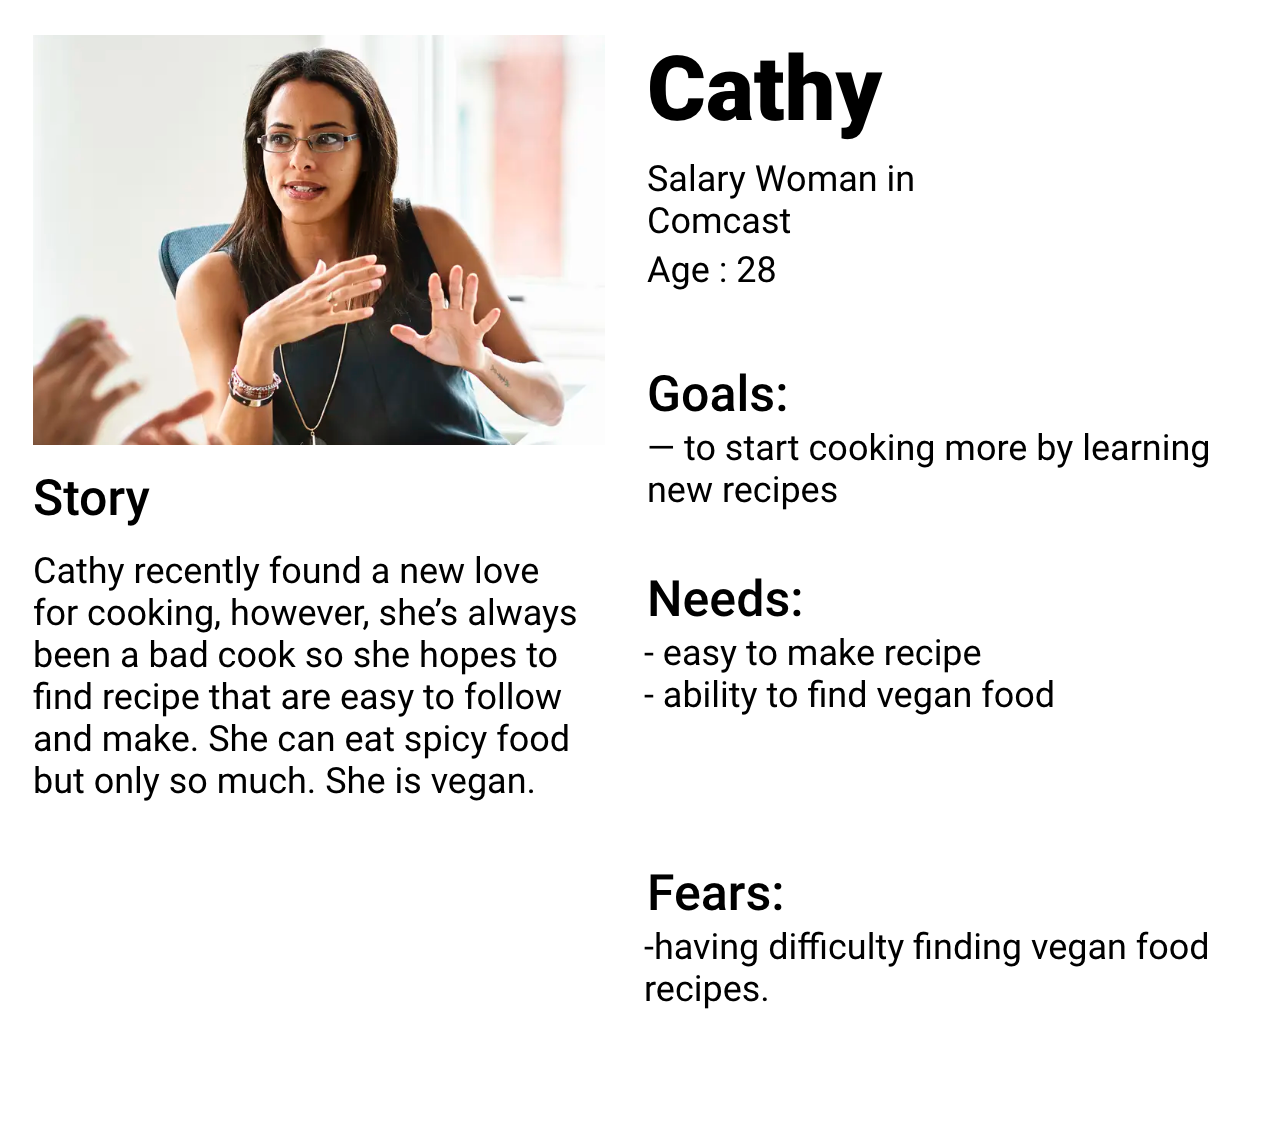 Cathy
Salary Woman in
Comcast
Age : 28
Goals:
— to start cooking more by learning
new recipes
Needs:
- easy to make recipe
- ability to find vegan food
Fears:
-having difficulty finding vegan food
recipes.
Story
Cathy recently found a new love
for cooking, however, she’s always
been a bad cook so she hopes to
find recipe that are easy to follow
and make. She can eat spicy food
but only so much. She is vegan.